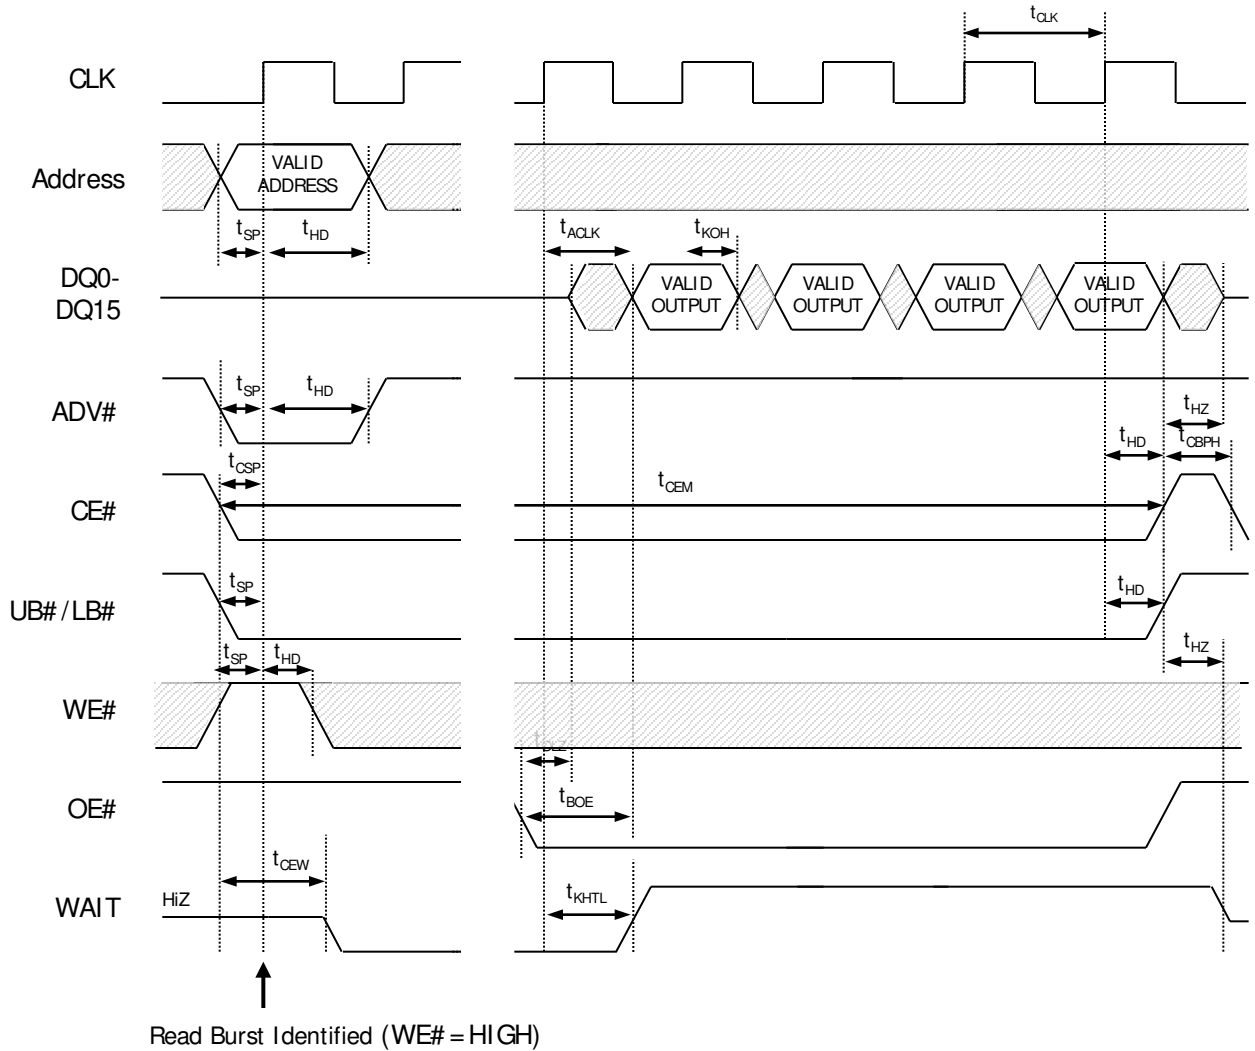 tCLK
CLK
Address
VALID
ADDRESS
tSP
tHD
tACLK
tKOH
DQ0-
DQ15
VALID
OUTPUT
VALID
OUTPUT
VALID
OUTPUT
VALID
OUTPUT
ADV#
tSP
tHD
tHZ
tHD
tCBPH
CE#
tCSP
tCEM
UB# / LB#
tSP
tHD
tHZ
tSP
tHD
WE#
OE#
tBOE
tCEW
WAIT
HiZ
tKHTL
Read Burst Identified (WE# = HIGH)